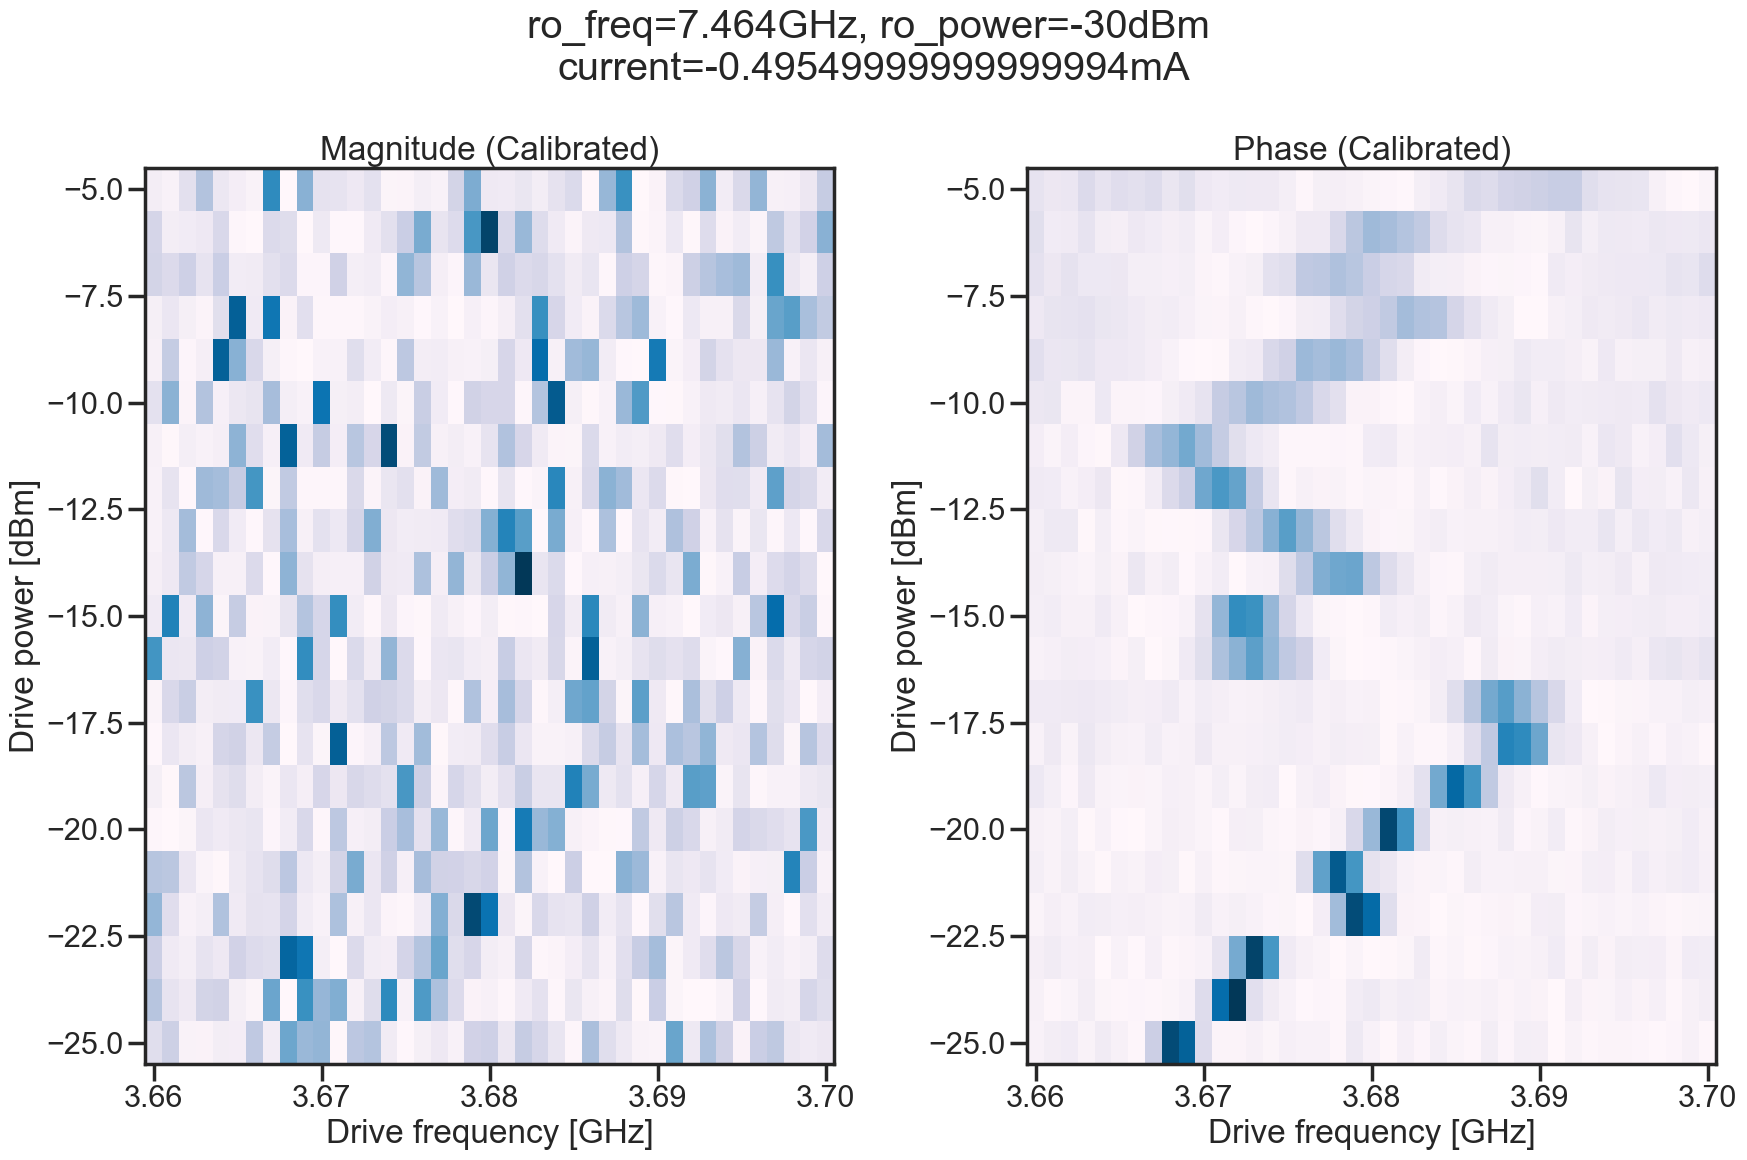 ro_freq=7.464GHz, ro_power=-30dBm
current=-0.49549999999999994mA
Magnitude (Calibrated)
Phase (Calibrated)
Drive power [dBm]
−5.0
−7.5
−10.0
−12.5
−15.0
−17.5
−20.0
−22.5
−25.0
3.66 3.67 3.68 3.69 3.70
Drive frequency [GHz]
Drive power [dBm]
−5.0
−7.5
−10.0
−12.5
−15.0
−17.5
−20.0
−22.5
−25.0
3.66 3.67 3.68 3.69 3.70
Drive frequency [GHz]